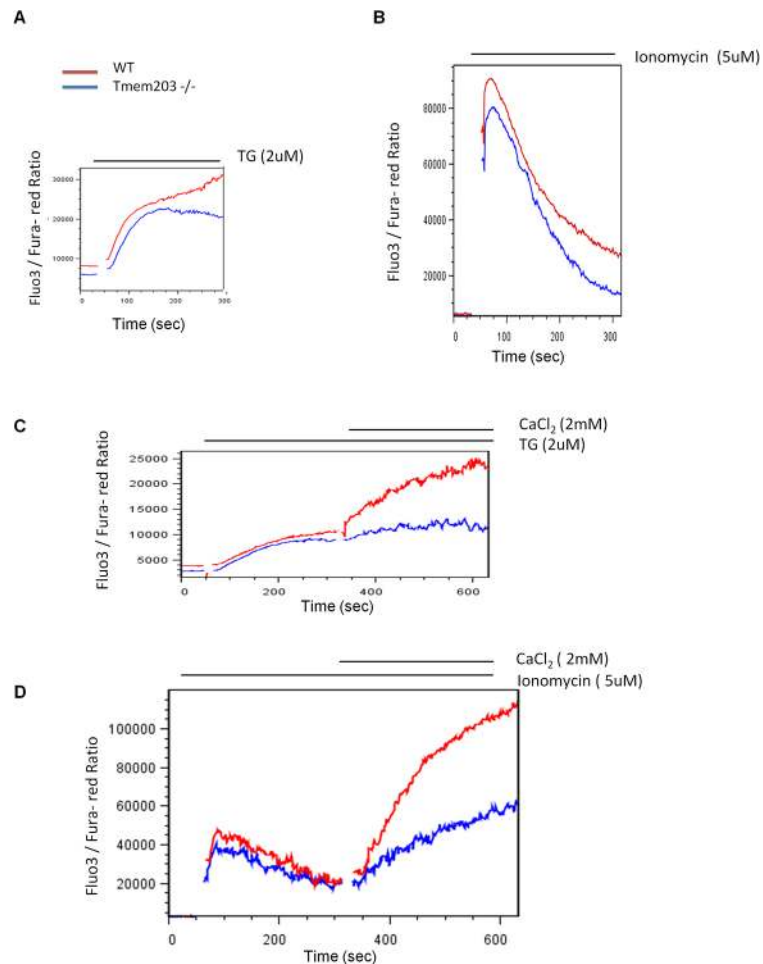 A
WT
Tmem203 -/-
TG (2uM)
Fluo3 / Fura- red Ratio
30000
20000
10000
0 100 200 300
Time (sec)
B
Ionomycin (5uM)
Fluo3 / Fura- red Ratio
80000
60000
40000
20000
0 100 200 300
Time (sec)
C
CaCl2 (2mM)
TG (2uM)
Fluo3 / Fura- red Ratio
25000
20000
15000
10000
5000
0 200 400 600
Time (sec)
D
CaCl2 ( 2mM)
Ionomycin ( 5uM)
Fluo3 / Fura- red Ratio
100000
80000
60000
40000
20000
0 200 400 600
Time (sec)